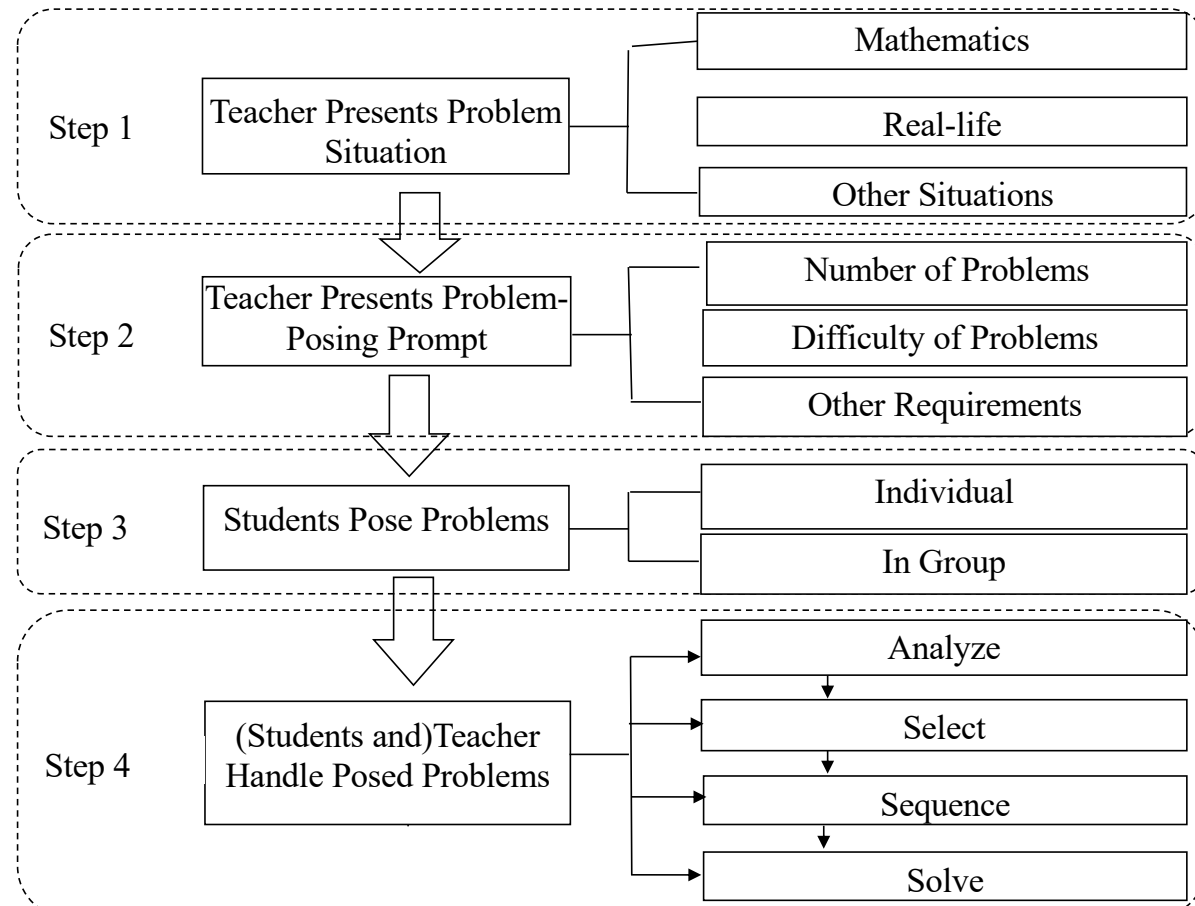 Step 1
Teacher Presents Problem
Situation
Mathematics
Real-life
Other Situations
Step 2
Teacher Presents Problem-
Posing Prompt
Number of Problems
Difficulty of Problems
Other Requirements
Step 3
Students Pose Problems
Individual
In Group
Step 4
(Students and)Teacher
Handle Posed Problems
Analyze
Select
Sequence
Solve